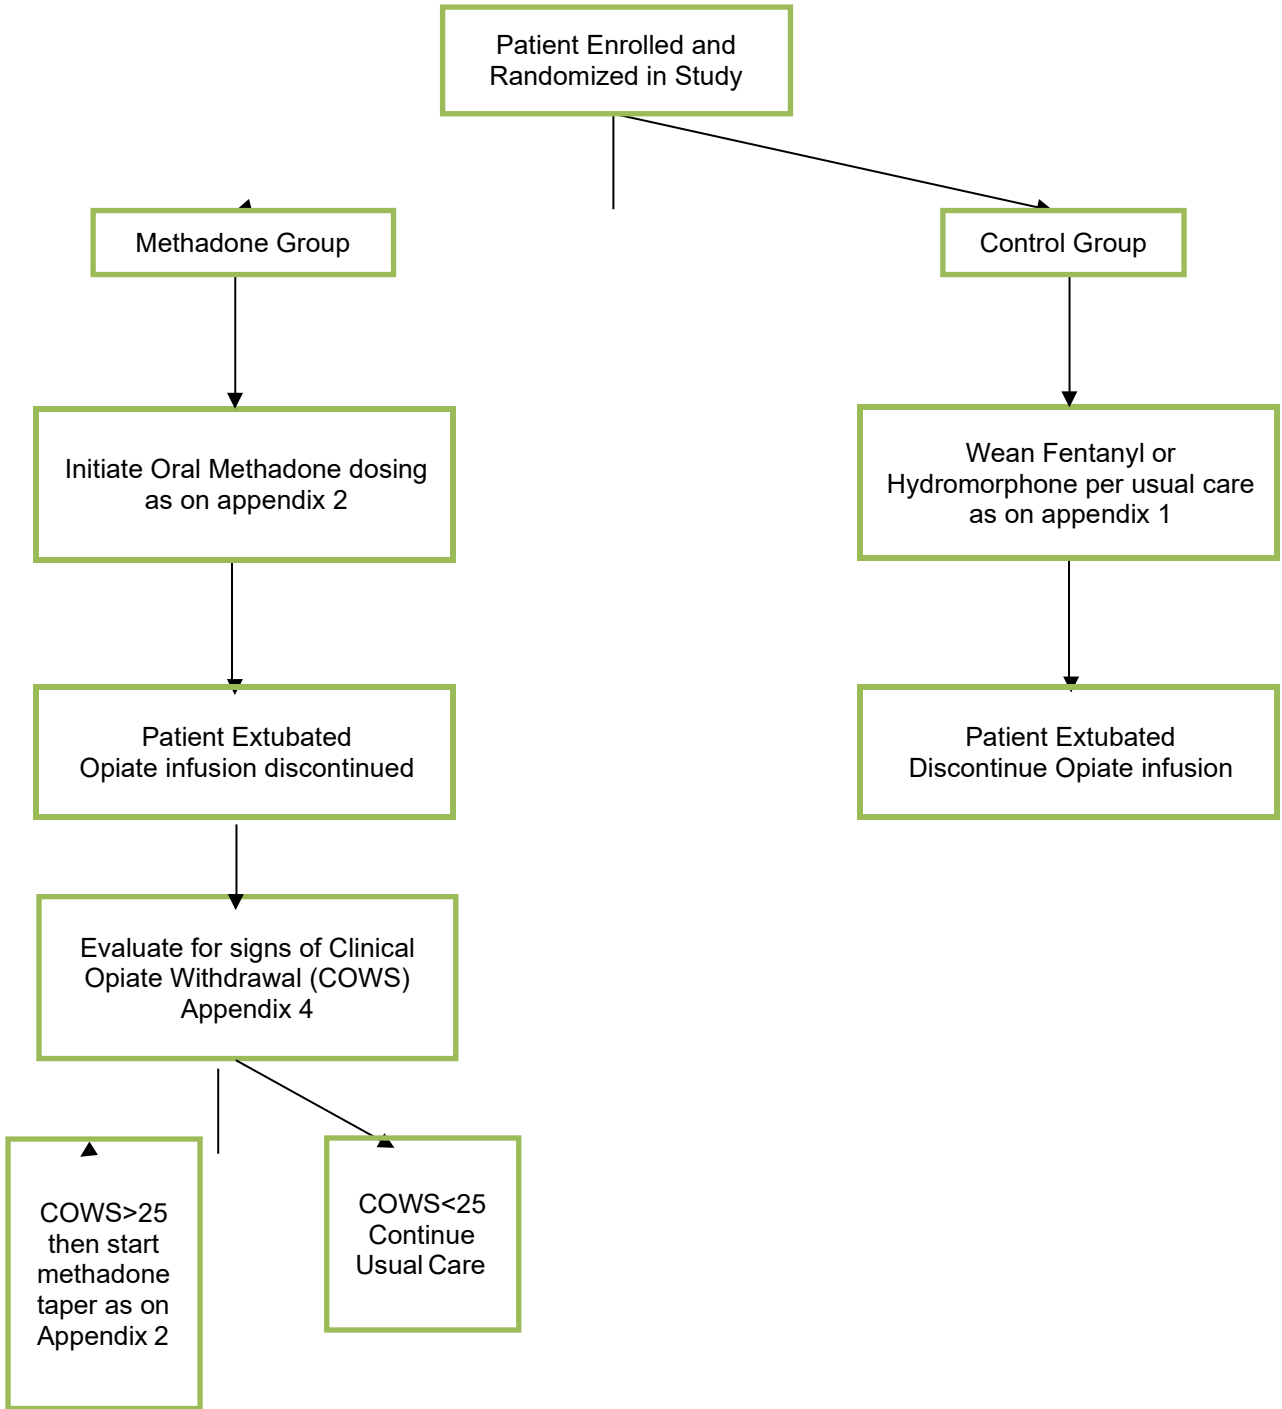 Patient Enrolled and
Randomized in Study
Methadone Group
Control Group
Initiate Oral Methadone dosing
as on appendix 2
Wean Fentanyl or
Hydromorphone per usual care
as on appendix 1
Patient Extubated
Opiate infusion discontinued
Patient Extubated
Discontinue Opiate infusion
Evaluate for signs of Clinical
Opiate Withdrawal (COWS)
Appendix 4
COWS>25
then start
methadone
taper as on
Appendix 2
COWS<25
Continue
Usual Care